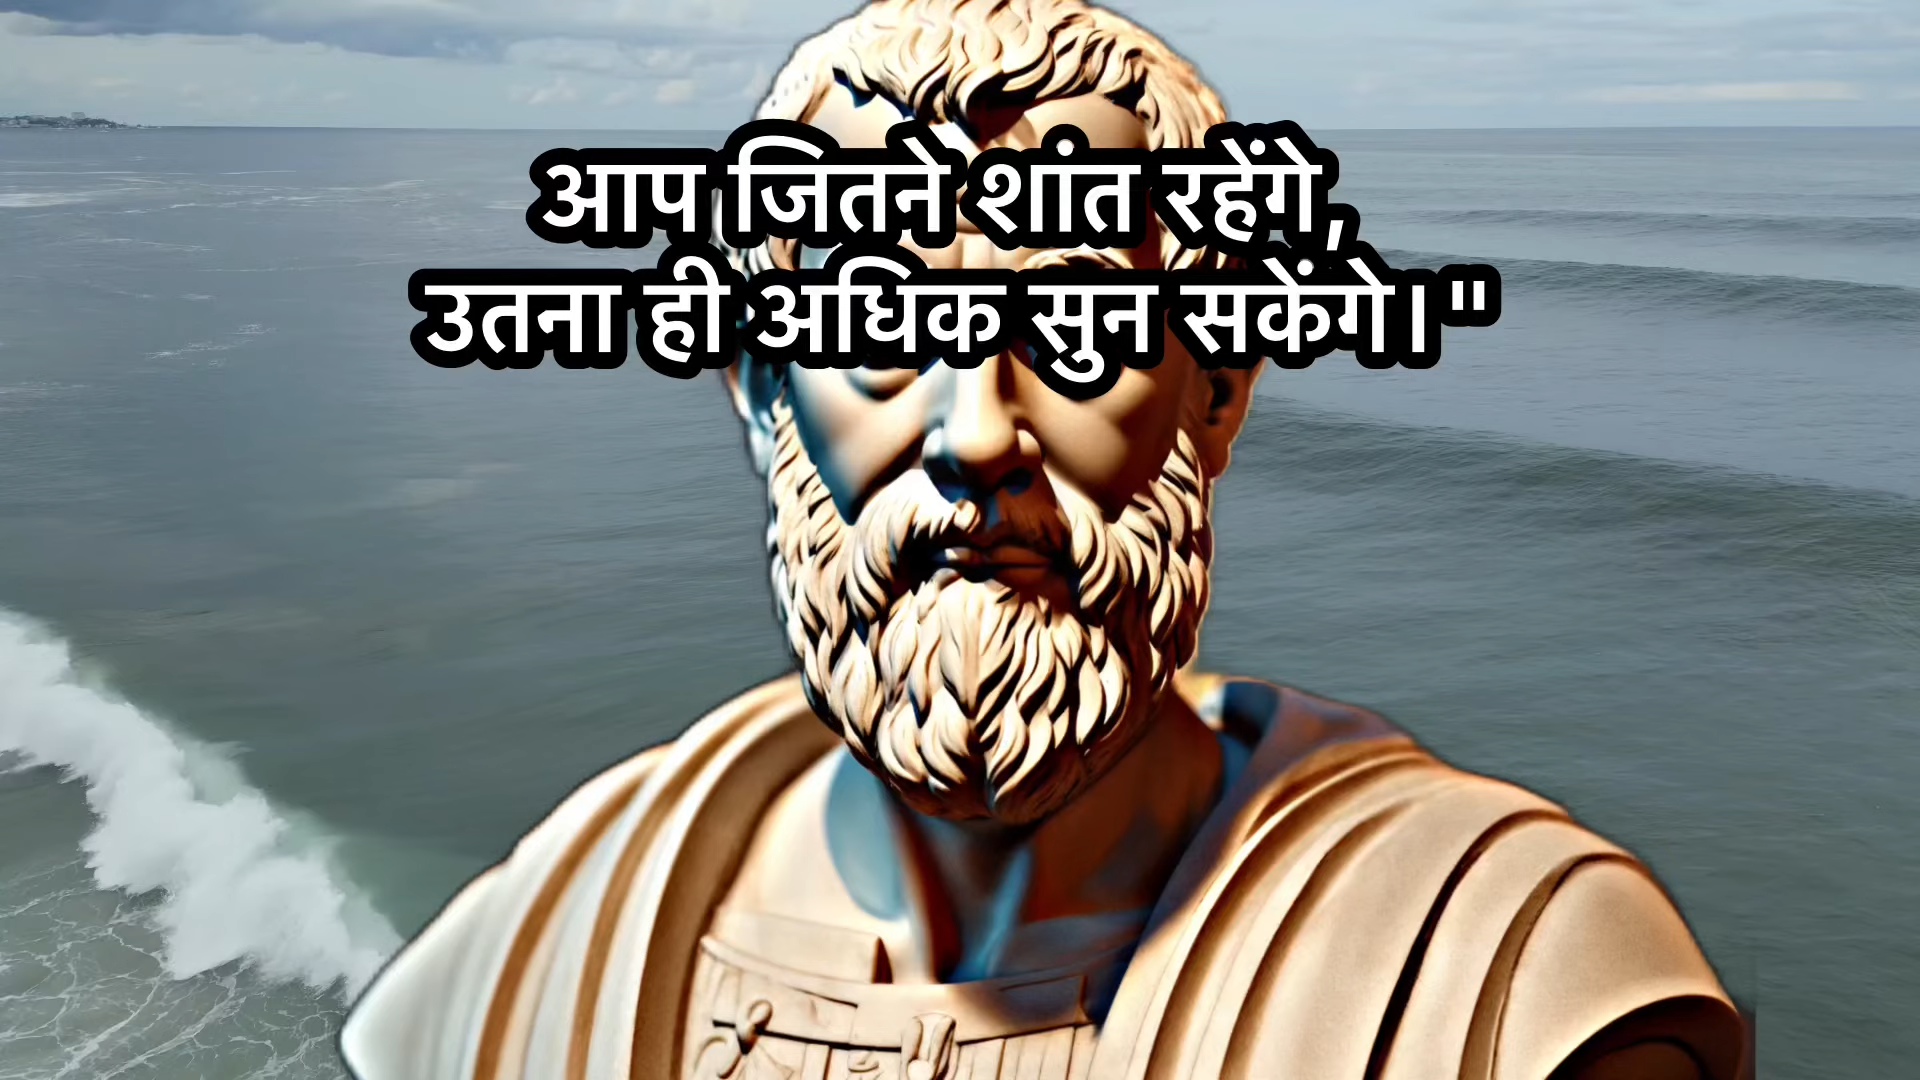 आप जितने शांत रहेंगे,
उतना ही अधिक सुन सकेंगे।"